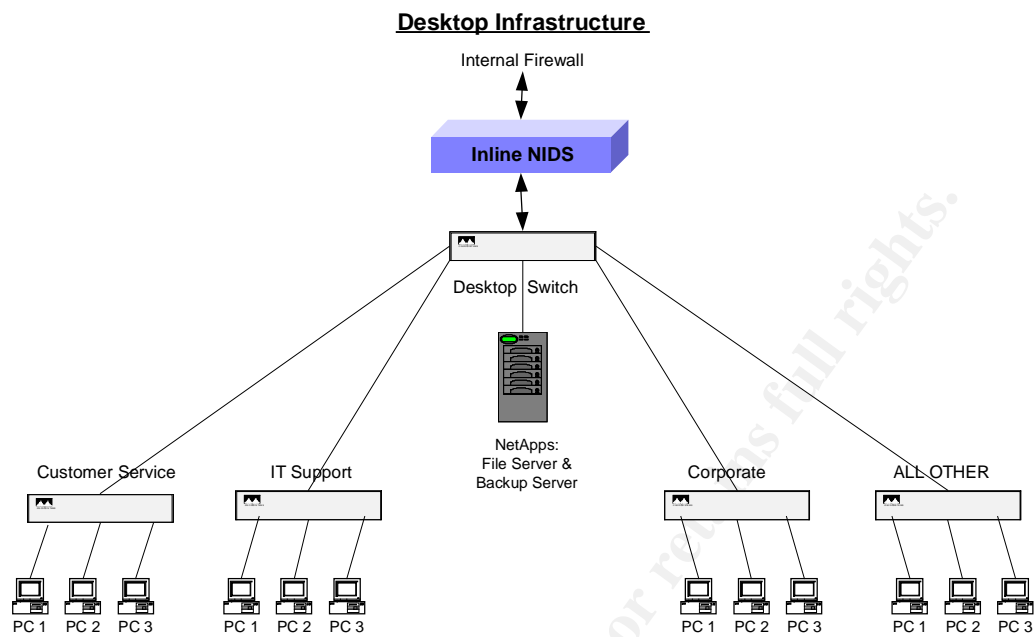 Desktop Infrastructure
Internal Firewall
Inline NIDS
Desktop Switch
NetApps:
File Server &
Backup Server
Customer Service
IT Support
Corporate
ALL OTHER
PC 1 PC 2 PC 3
PC 1 PC 2 PC 3
PC 1 PC 2 PC 3
PC 1 PC 2 PC 3
full rights.